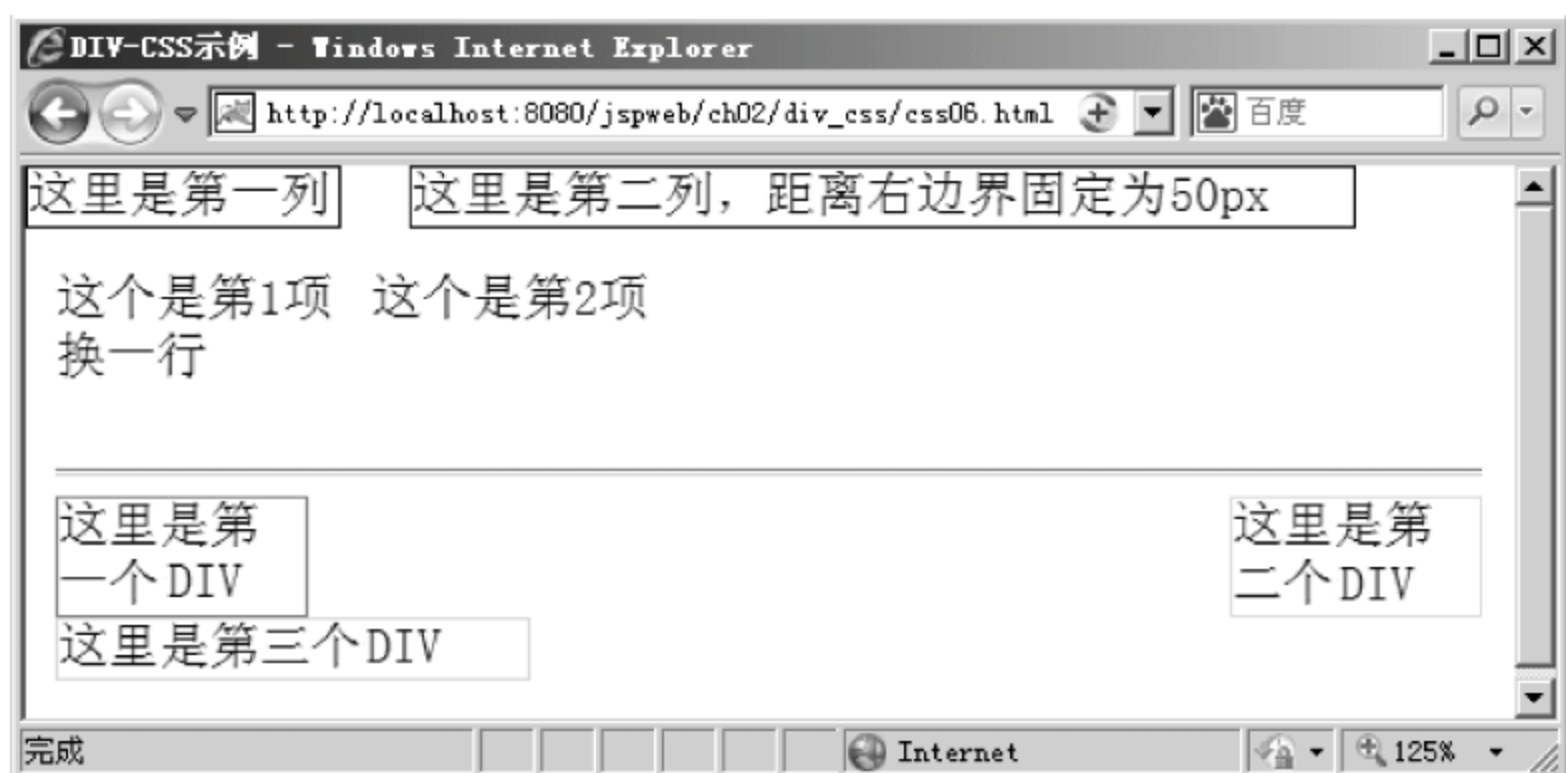 DIV-CSS示例 - Windows Internet Explorer
http://localhost:8080/jspweb/ch02/div_css/css06.html 百度
这里是第一列 这里是第二列，距离右边界固定为50px
这个是第1项 这个是第2项
换一行
这里是第 这里是第
一个DIV 二个DIV
这里是第三个DIV
完成 Internet 125%